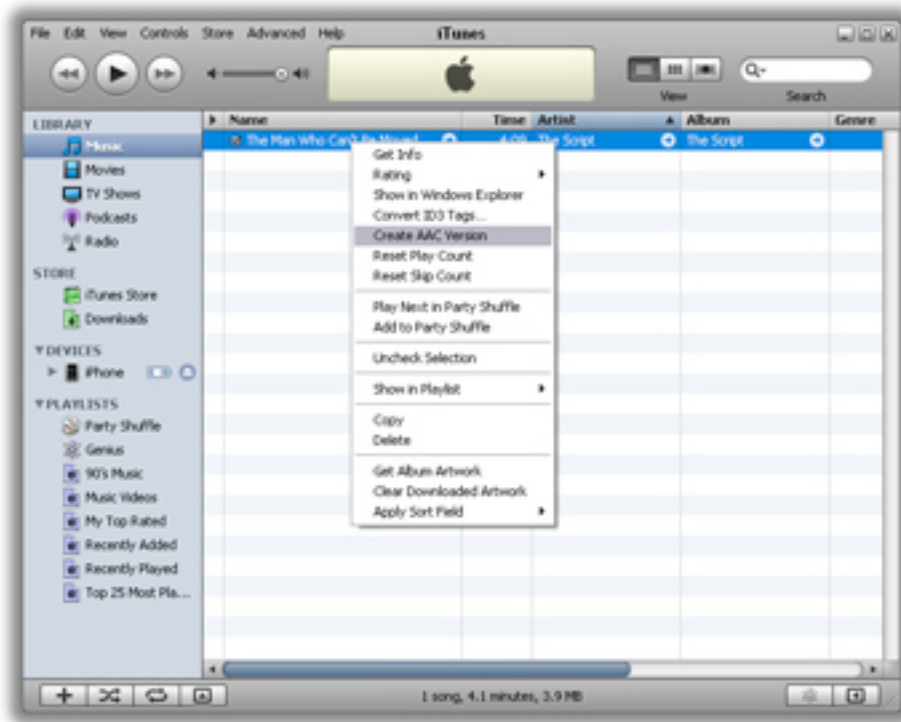 File Edit View Controls Store Advanced Help iTunes
View Search
LIBRARY
Music
Movies
TV Shows
Podcasts
Radio
STORE
iTunes Store
Downloads
DEVICES
iPhone
PLAYLISTS
Party Shuffle
Genius
90's Music
Music Videos
My Top Rated
Recently Added
Recently Played
Top 25 Most Pla...
Name Time Artist Album Genre
The Man Who Can't Be Moved 4:09 The Script The Script
Get Info
Rating
Show in Windows Explorer
Convert ID3 Tags...
Create AAC Version
Reset Play Count
Reset Skip Count
Play Next in Party Shuffle
Add to Party Shuffle
Uncheck Selection
Show in Playlist
Copy
Delete
Get Album Artwork
Clear Downloaded Artwork
Apply Sort Field
1 song, 4.1 minutes, 3.9 MB